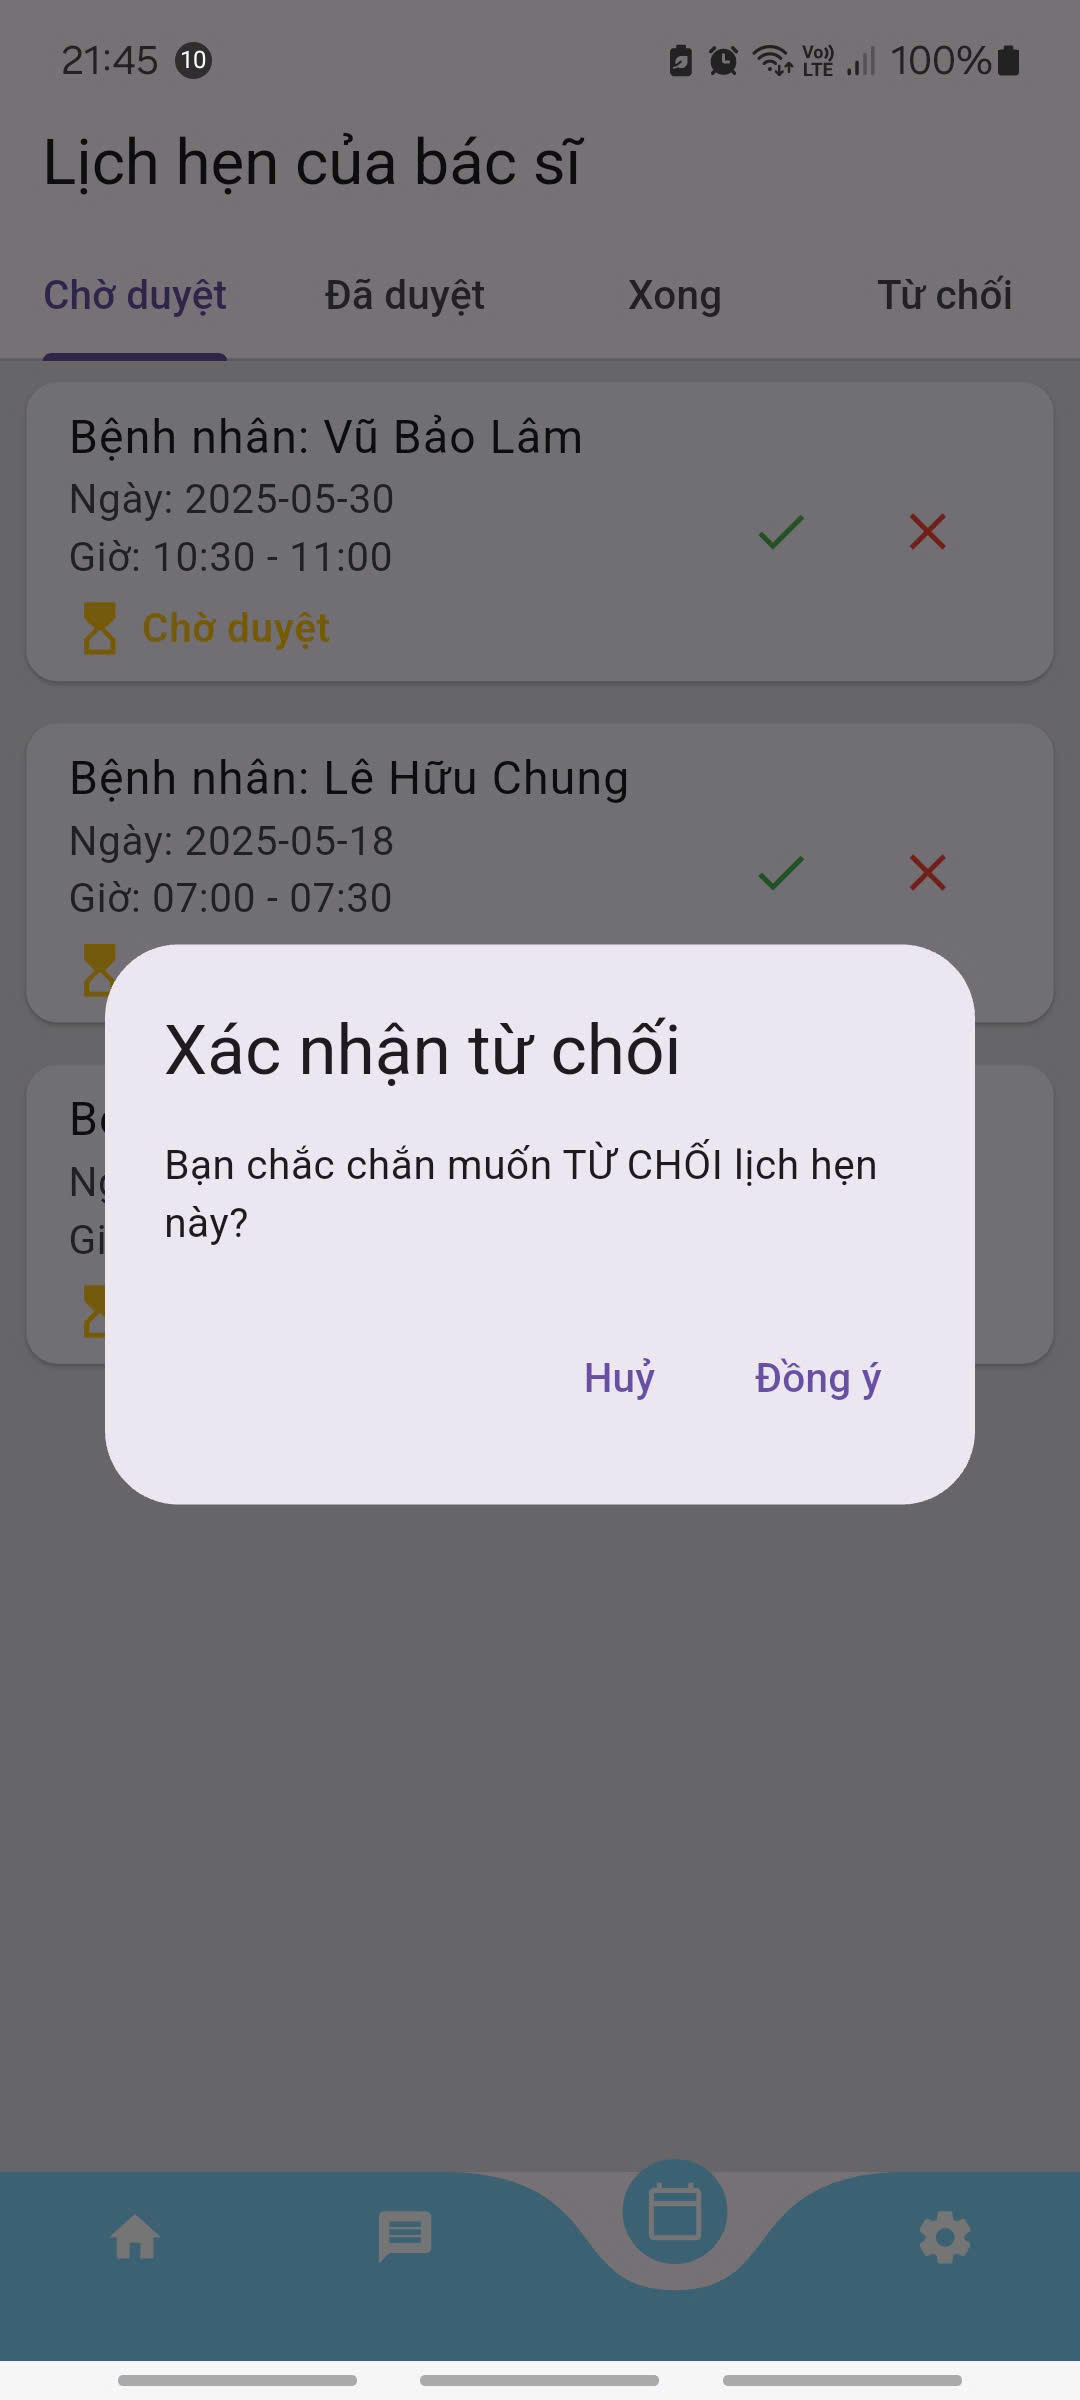 21:45 10 Vo)) LTE 100%
Lịch hẹn của bác sĩ
Chờ duyệt Đã duyệt Xong Từ chối
Bệnh nhân: Vũ Bảo Lâm
Ngày: 2025-05-30
Giờ: 10:30 - 11:00
Chờ duyệt
Bệnh nhân: Lê Hữu Chung
Ngày: 2025-05-18
Giờ: 07:00 - 07:30
Xác nhận từ chối
Bạn chắc chắn muốn TỪ CHỐI lịch hẹn
này?
Huỷ Đồng ý